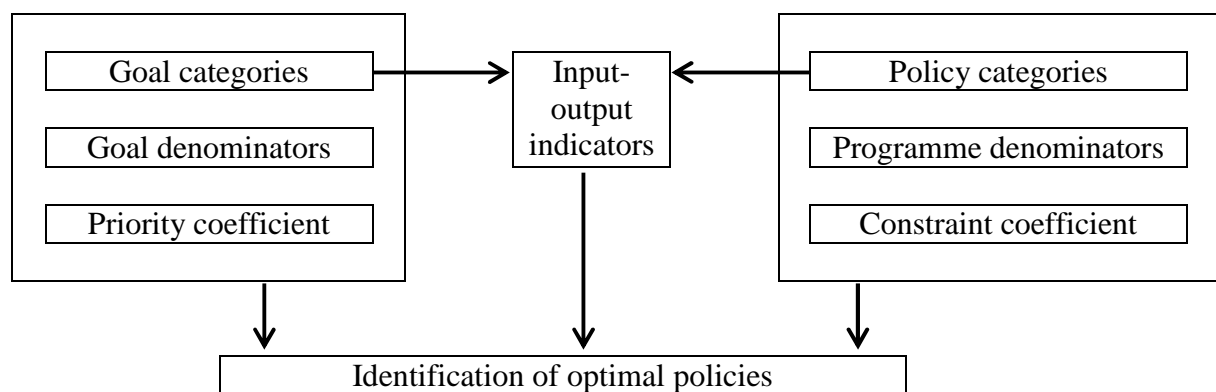 Goal categories
Goal denominators
Priority coefficient
Input-
output
indicators
Policy categories
Programme denominators
Constraint coefficient
Identification of optimal policies